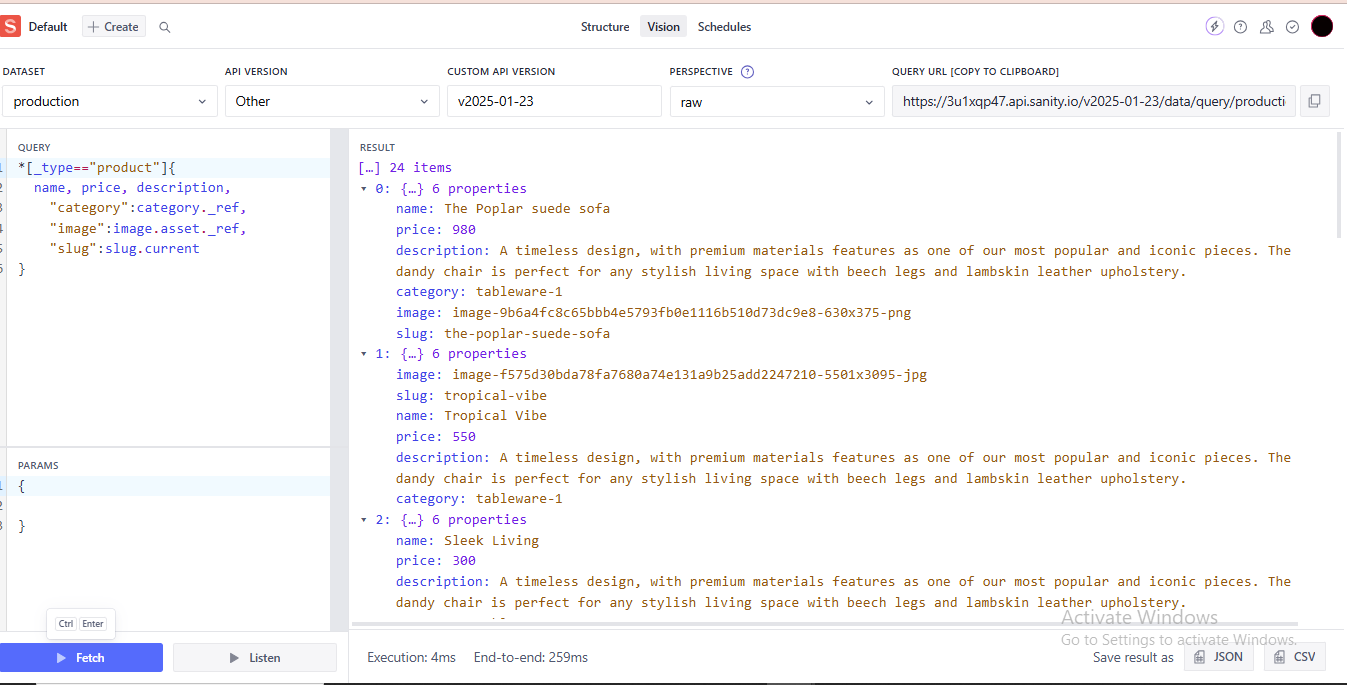 S Default + Create Structure Vision Schedules
DATASET API VERSION CUSTOM API VERSION PERSPECTIVE ? QUERY URL [COPY TO CLIPBOARD]
production Other v2025-01-23 raw https://3u1xqp47.api.sanity.io/v2025-01-23/data/query/producti
QUERY
*[_type=="product"]{
name, price, description,
"category":category._ref,
"image":image.asset._ref,
"slug":slug.current
}
PARAMS
1 {
2
3 }
Ctrl Enter
Fetch Listen
RESULT
[…] 24 items
0: {…} 6 properties
name: The Poplar suede sofa
price: 980
description: A timeless design, with premium materials features as one of our most popular and iconic pieces. The
dandy chair is perfect for any stylish living space with beech legs and lambskin leather upholstery.
category: tableware-1
image: image-9b6a4fc8c65bbb4e5793fb0e1116b510d73dc9e8-630x375-png
slug: the-poplar-suede-sofa
1: {…} 6 properties
image: image-f575d30bda78fa7680a74e131a9b25add2247210-5501x3095-jpg
slug: tropical-vibe
name: Tropical Vibe
price: 550
description: A timeless design, with premium materials features as one of our most popular and iconic pieces. The
dandy chair is perfect for any stylish living space with beech legs and lambskin leather upholstery.
category: tableware-1
2: {…} 6 properties
name: Sleek Living
price: 300
description: A timeless design, with premium materials features as one of our most popular and iconic pieces. The
dandy chair is perfect for any stylish living space with beech legs and lambskin leather upholstery.
Activate Windows
Go to Settings to activate Windows.
Execution: 4ms End-to-end: 259ms Save result as JSON CSV